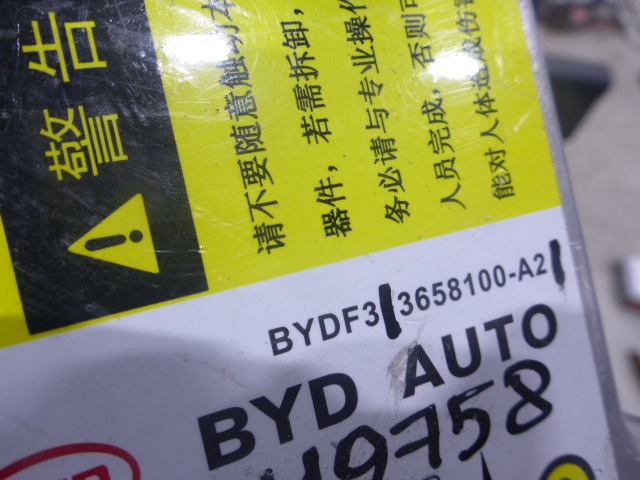 警告
请不要随意触动本
器件，若需拆卸，
务必请与专业操作
人员完成，否则可
能对人体造成伤害
BYDF3 3658100-A2
BYD AUTO
49758